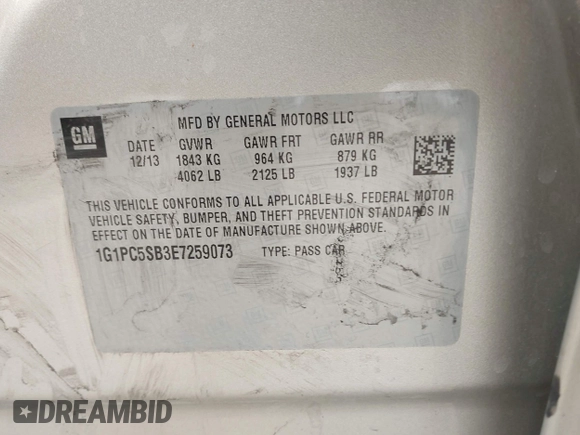 GM
MFD BY GENERAL MOTORS LLC
DATE GVWR GAWR FRT GAWR RR
12/13 1843 KG 964 KG 879 KG
4062 LB 2125 LB 1937 LB
THIS VEHICLE CONFORMS TO ALL APPLICABLE U.S. FEDERAL MOTOR
VEHICLE SAFETY, BUMPER, AND THEFT PREVENTION STANDARDS IN
EFFECT ON THE DATE OF MANUFACTURE SHOWN ABOVE.
1G1PC5SB3E7259073 TYPE: PASS CAR
#DREAMBID